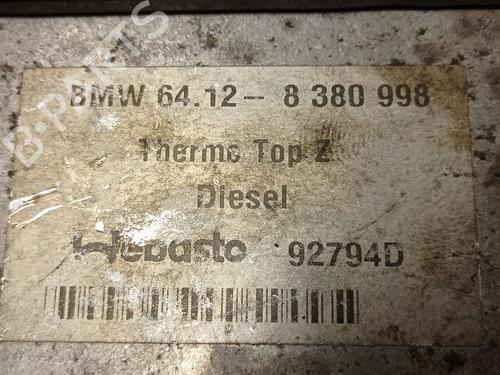 B-PARTS
BMW 64.12-- 8 380 998
Thermo Top Z
Diesel
Webasto 92794D